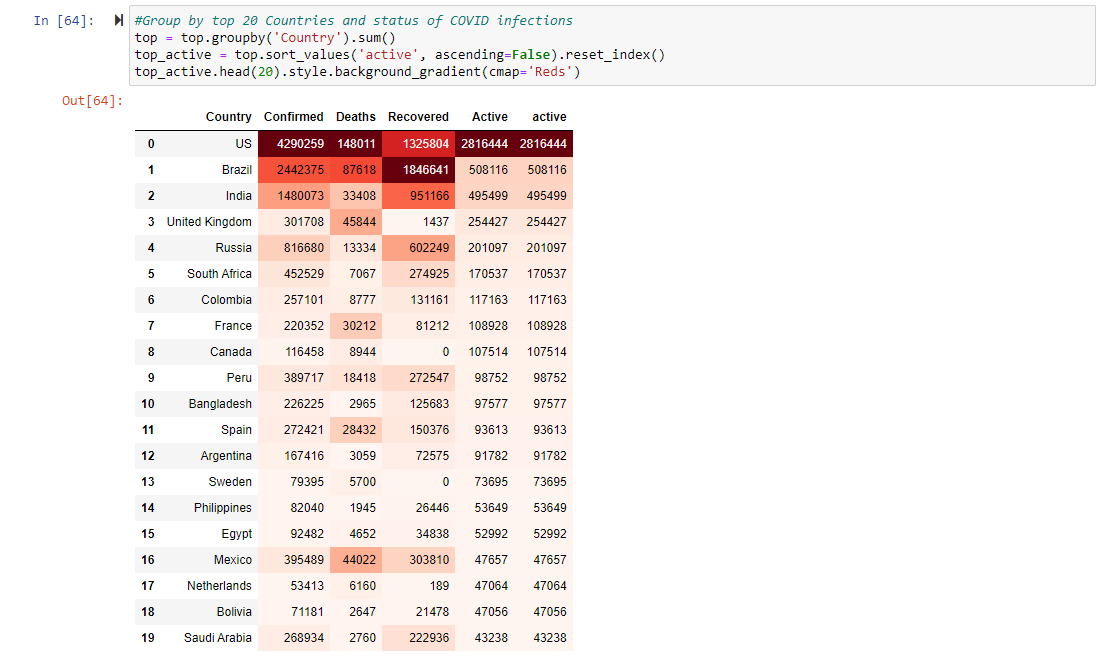 In [64]:
#Group by top 20 Countries and status of COVID infections
top = top.groupby('Country').sum()
top_active = top.sort_values('active', ascending=False).reset_index()
top_active.head(20).style.background_gradient(cmap='Reds')
Out[64]:
Country Confirmed Deaths Recovered Active active
0 US 4290259 148011 1325804 2816444 2816444
1 Brazil 2442375 87618 1846641 508116 508116
2 India 1480073 33408 951166 495499 495499
3 United Kingdom 301708 45844 1437 254427 254427
4 Russia 816680 13334 602249 201097 201097
5 South Africa 452529 7067 274925 170537 170537
6 Colombia 257101 8777 131161 117163 117163
7 France 220352 30212 81212 108928 108928
8 Canada 116458 8944 0 107514 107514
9 Peru 389717 18418 272547 98752 98752
10 Bangladesh 226225 2965 125683 97577 97577
11 Spain 272421 28432 150376 93613 93613
12 Argentina 167416 3059 72575 91782 91782
13 Sweden 79395 5700 0 73695 73695
14 Philippines 82040 1945 26446 53649 53649
15 Egypt 92482 4652 34838 52992 52992
16 Mexico 395489 44022 303810 47657 47657
17 Netherlands 53413 6160 189 47064 47064
18 Bolivia 71181 2647 21478 47056 47056
19 Saudi Arabia 268934 2760 222936 43238 43238